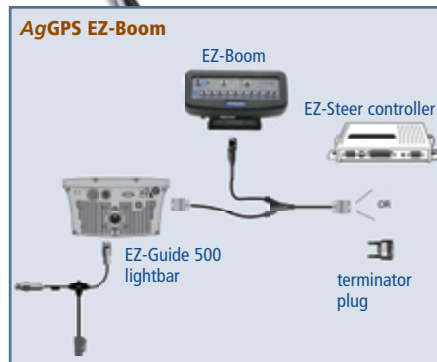 AgGPS EZ-Boom
EZ-Boom
EZ-Steer controller
OR
EZ-Guide 500
lightbar
terminator
plug